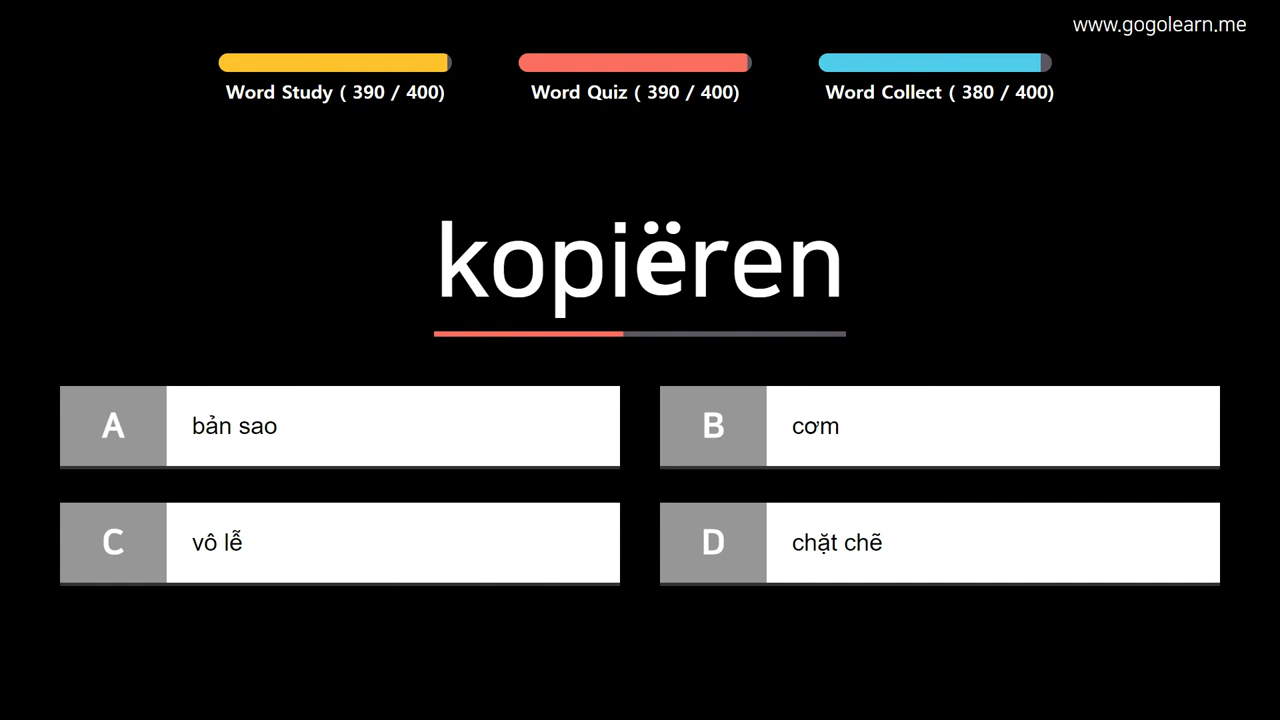 www.gogolearn.me
Word Study ( 390 / 400)
Word Quiz ( 390 / 400)
Word Collect ( 380 / 400)
kopiëren
A bản sao
B cơm
C vô lễ
D chặt chẽ